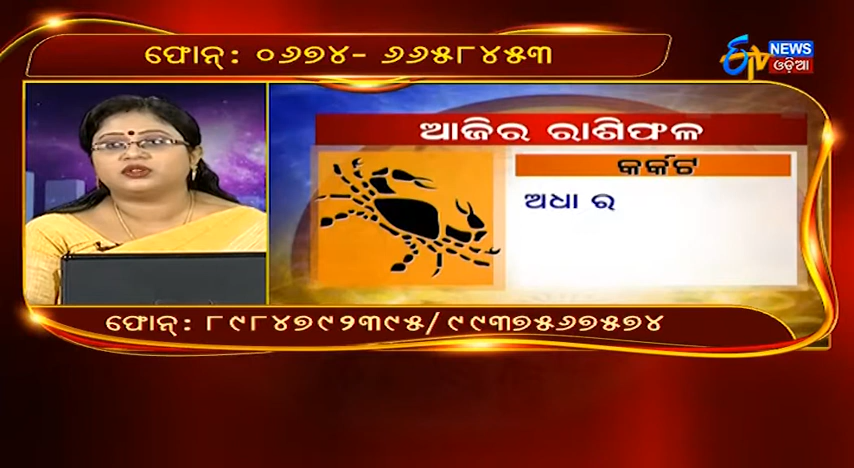 ଫୋନ୍: ୦୬୭୪- ୬୬୫୮୪୫୩
etv NEWS
ଓଡ଼ିଆ
ଆଜିର ରାଶିଫଳ
କର୍କଟ
ଅଧା ର
ଫୋନ୍: ୮୯୮୪୭୯୨୩୯୫/୯୯୩୭୫୬୭୫୭୪